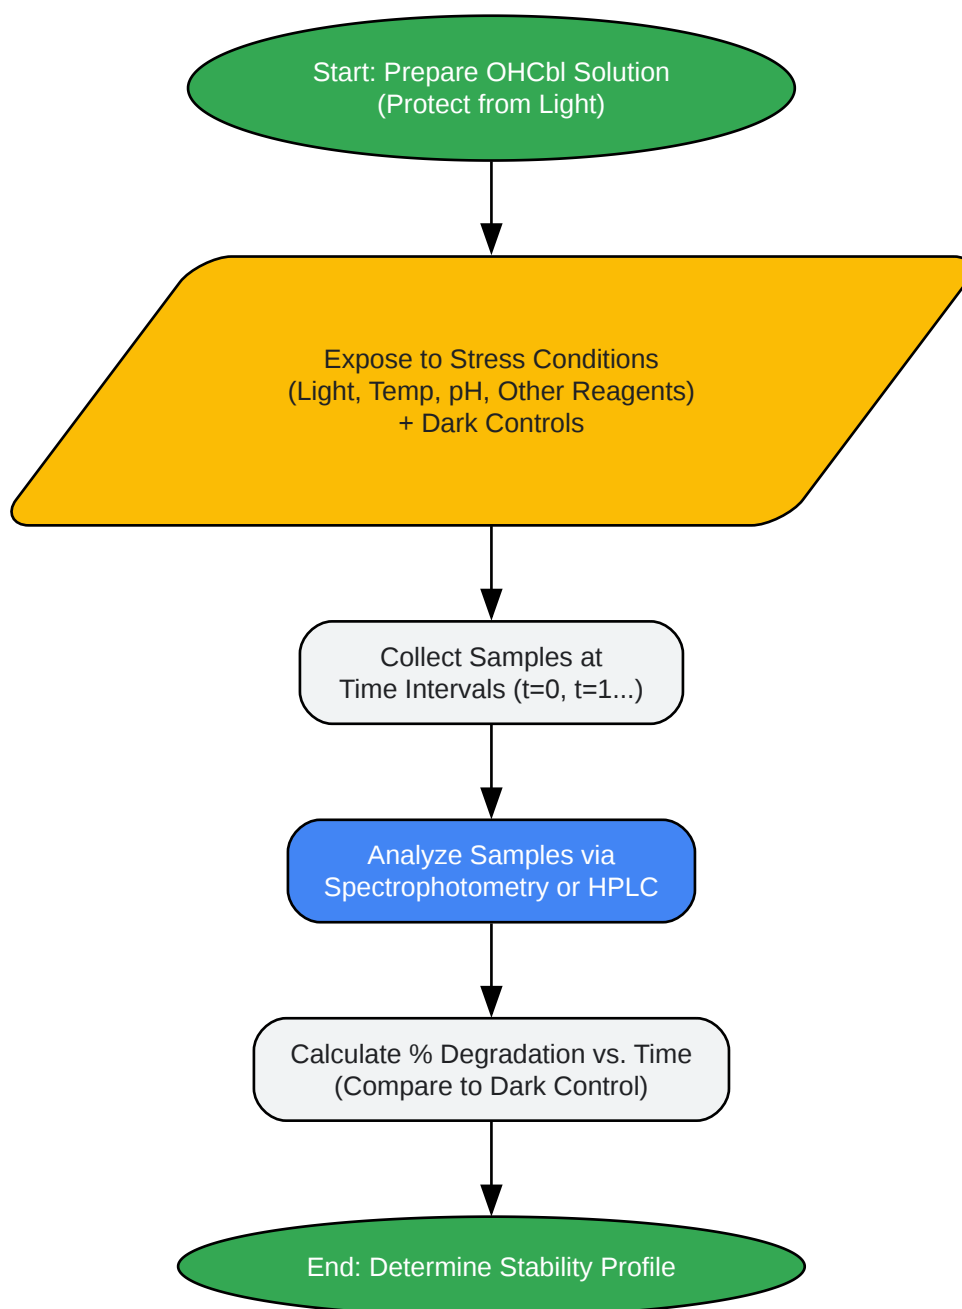 Start: Prepare OHCbl Solution
(Protect from Light)
Expose to Stress Conditions
(Light, Temp, pH, Other Reagents)
+ Dark Controls
Collect Samples at
Time Intervals (t=0, t=1...)
Analyze Samples via
Spectrophotometry or HPLC
Calculate % Degradation vs. Time
(Compare to Dark Control)
End: Determine Stability Profile